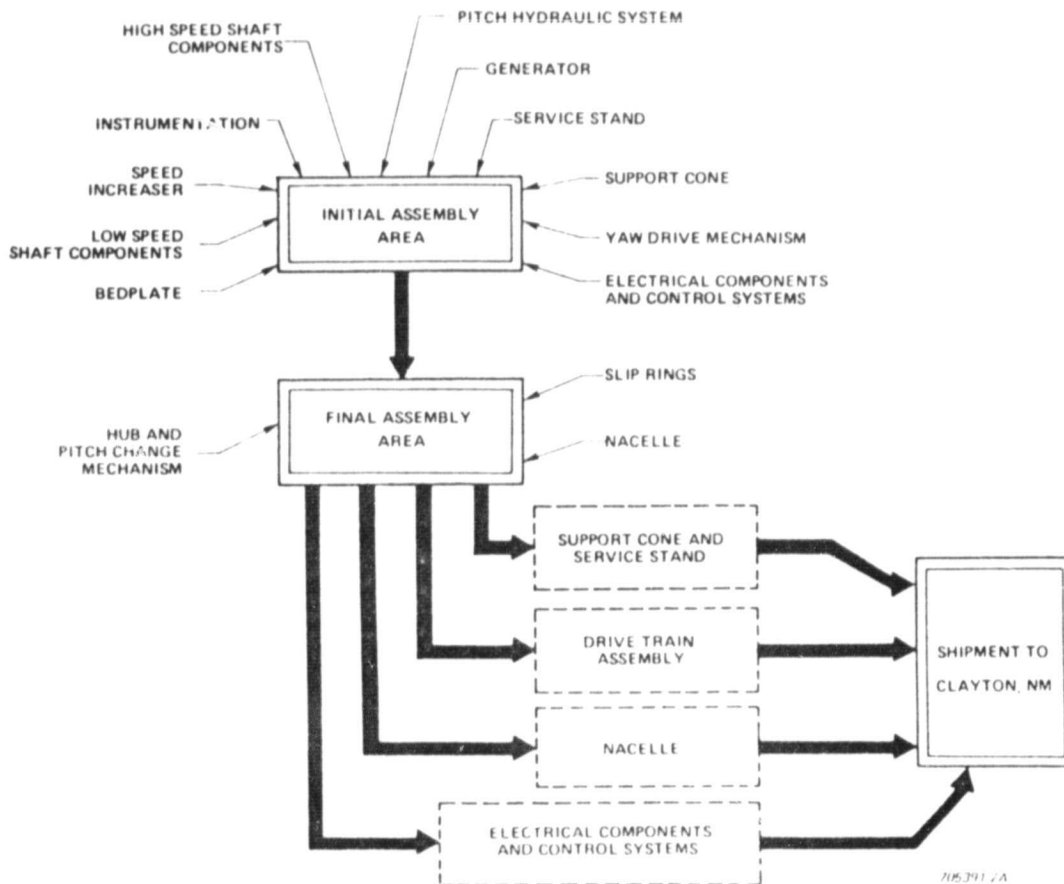 PITCH HYDRAULIC SYSTEM
HIGH SPEED SHAFT
COMPONENTS
GENERATOR
INSTRUMENTATION
SERVICE STAND
SPEED
INCREASER
SUPPORT CONE
INITIAL ASSEMBLY
AREA
LOW SPEED
SHAFT COMPONENTS
YAW DRIVE MECHANISM
BEDPLATE
ELECTRICAL COMPONENTS
AND CONTROL SYSTEMS
SLIP RINGS
FINAL ASSEMBLY
AREA
HUB AND
PITCH CHANGE
MECHANISM
NACELLE
SUPPORT CONE AND
SERVICE STAND
DRIVE TRAIN
ASSEMBLY
SHIPMENT TO
CLAYTON, NM
NACELLE
ELECTRICAL COMPONENTS
AND CONTROL SYSTEMS